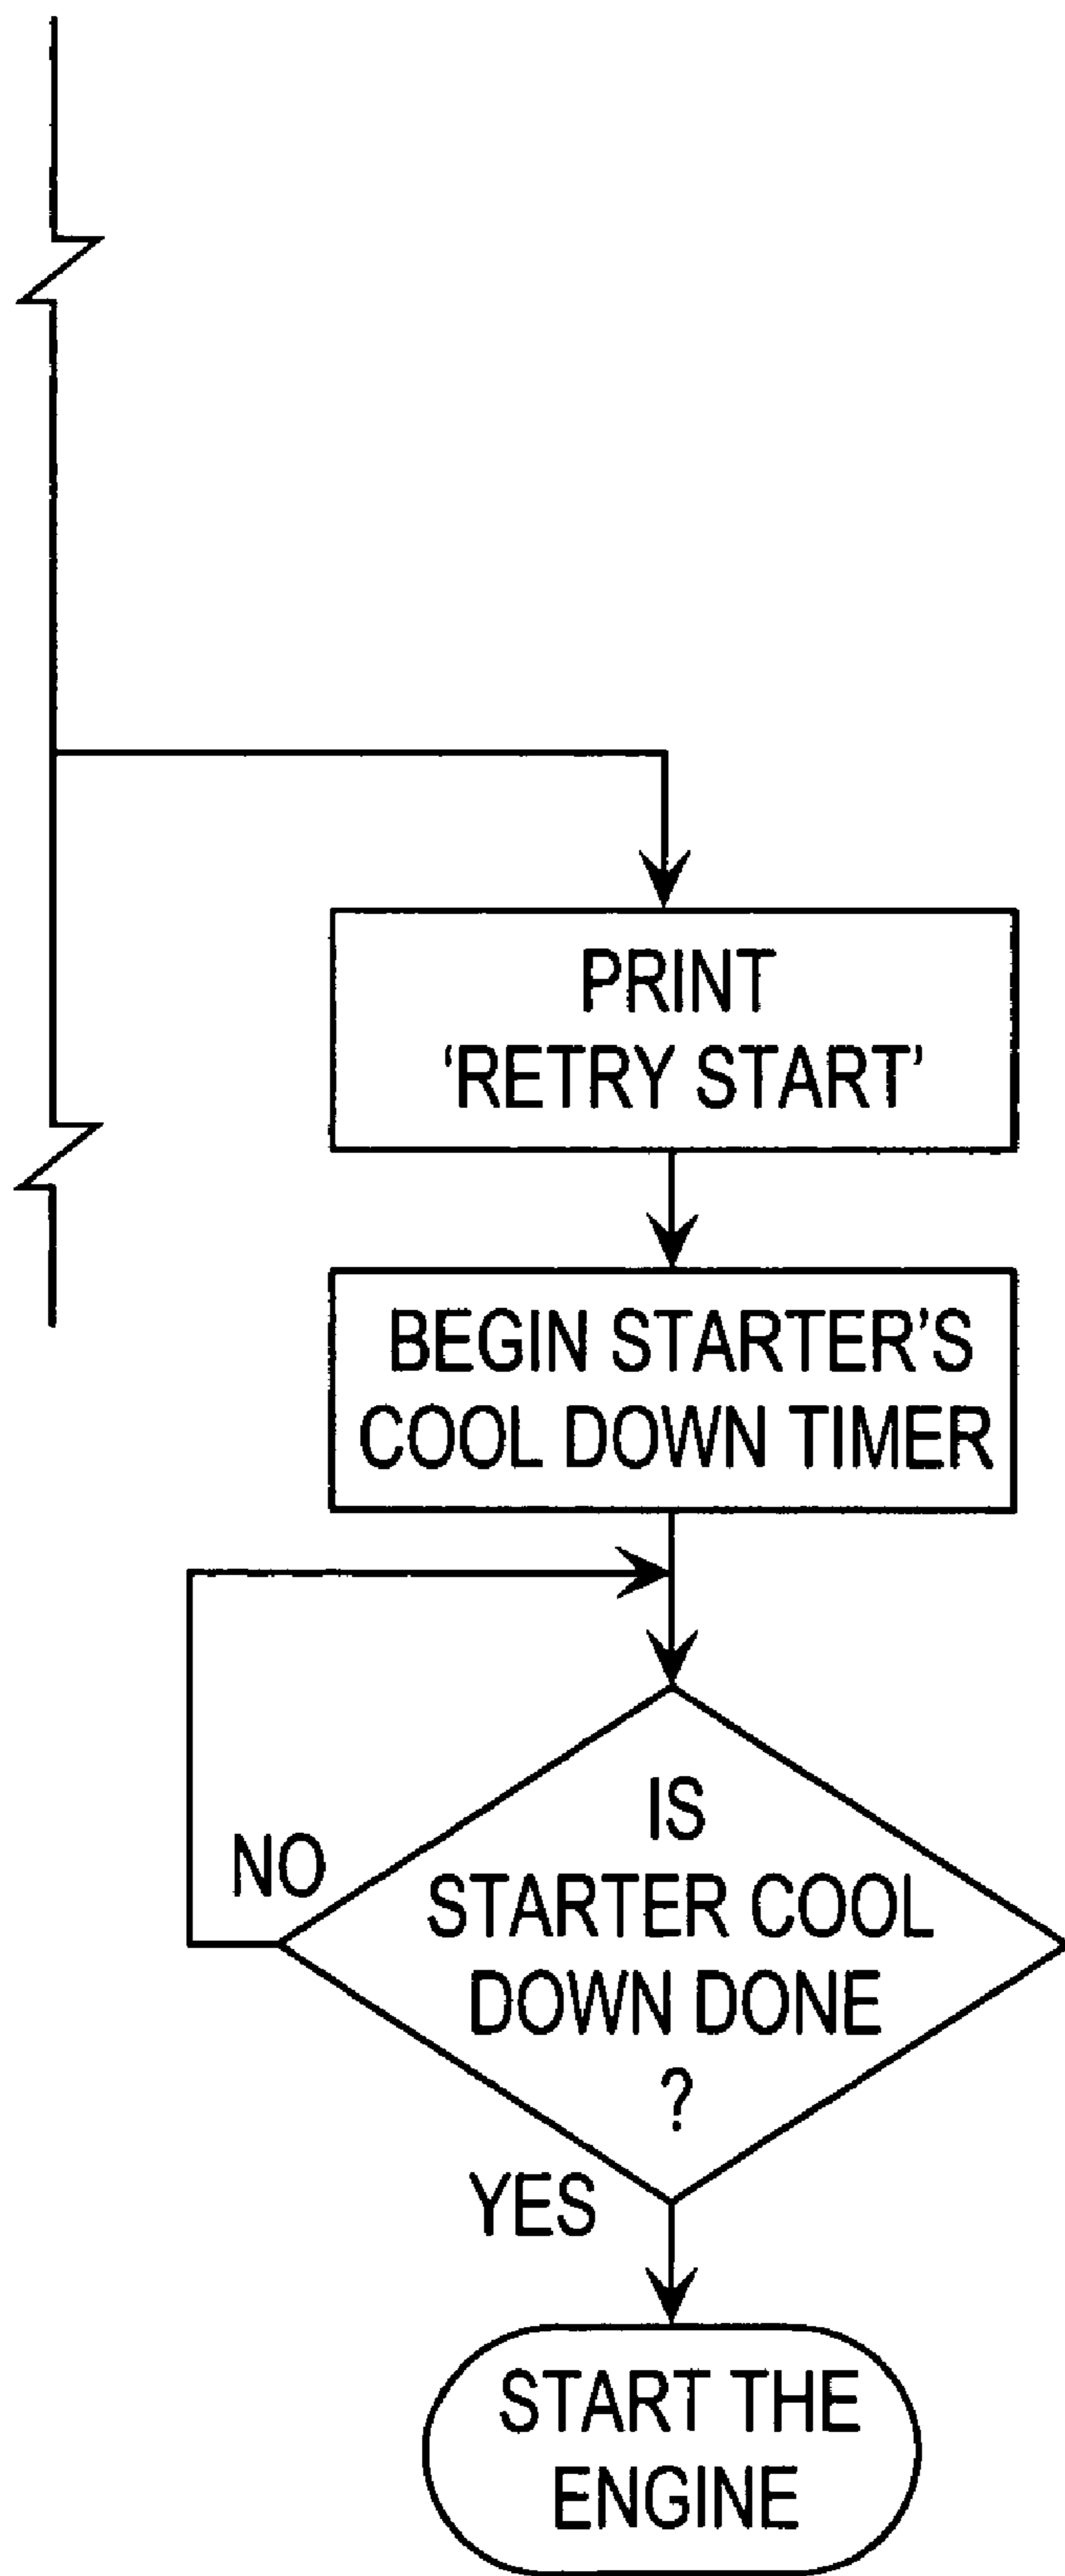 PRINT
‘RETRY START’
BEGIN STARTER’S
COOL DOWN TIMER
NO
IS
STARTER COOL
DOWN DONE
?
YES
START THE
ENGINE